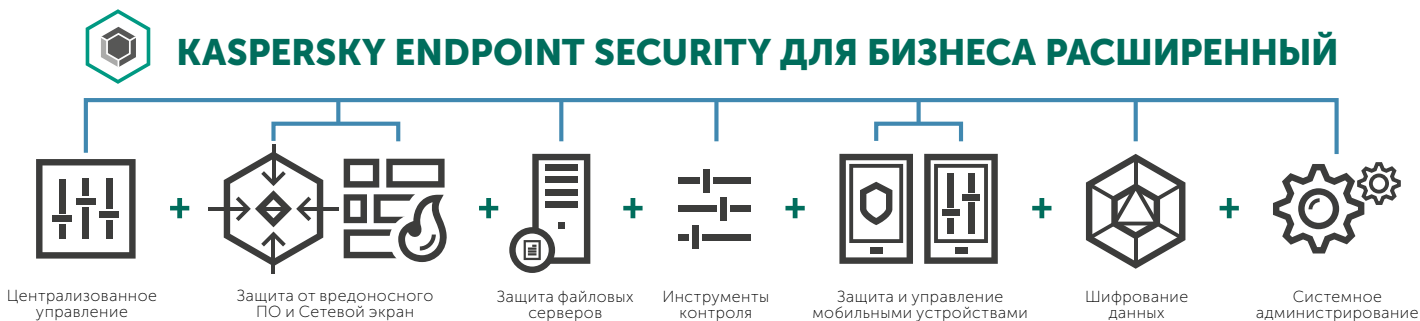 KASPERSKY ENDPOINT SECURITY ДЛЯ БИЗНЕСА РАСШИРЕННЫЙ
Централизованное
управление
Защита от вредоносного
ПО и Сетевой экран
Защита файловых
серверов
Инструменты
контроля
Защита и управление
мобильными устройствами
Шифрование
данных
Системное
администрирование